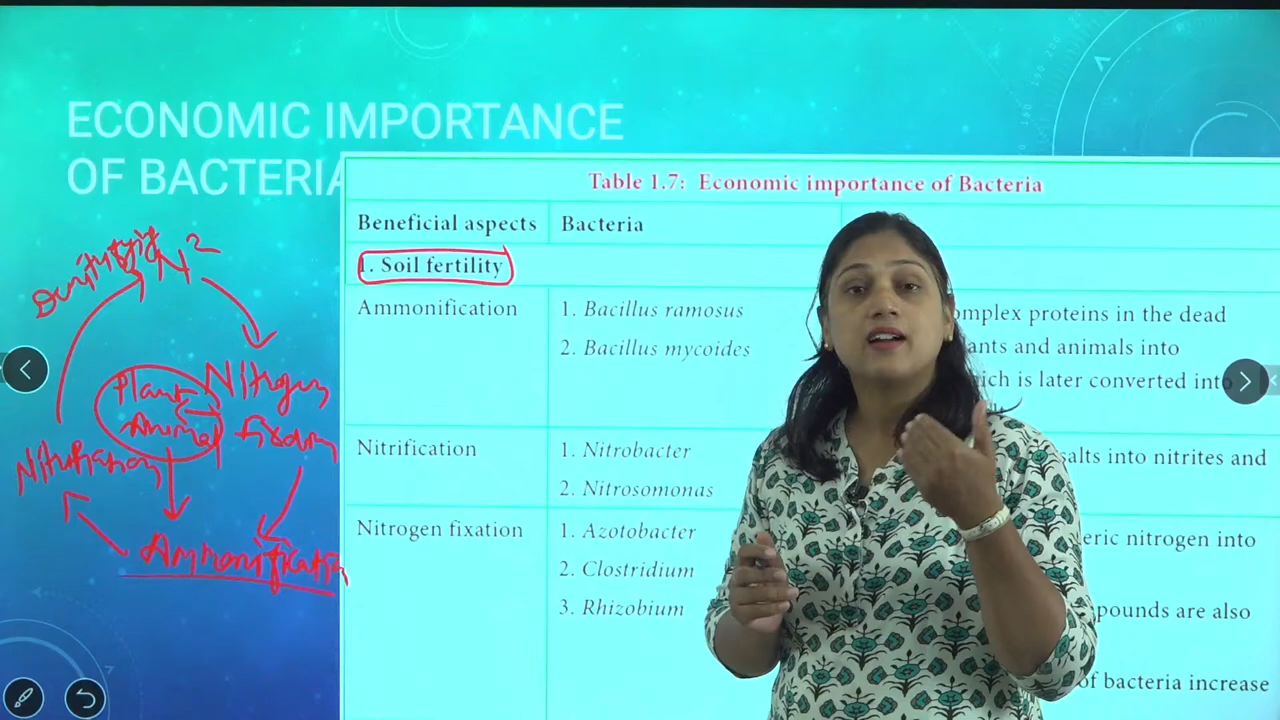 ECONOMIC IMPORTANCE
OF BACTERIA
Table 1.7: Economic importance of Bacteria
Beneficial aspects Bacteria
1. Soil fertility
Ammonification 1. Bacillus ramosus
2. Bacillus mycoides
omplex proteins in the dead
ants and animals into
ich is later converted into
Nitrification 1. Nitrobacter
2. Nitrosomonas
salts into nitrites and
Nitrogen fixation 1. Azotobacter
2. Clostridium
3. Rhizobium
eric nitrogen into
pounds are also
of bacteria increase
N2
Nitrogen
Plant
Animal
Ammonification